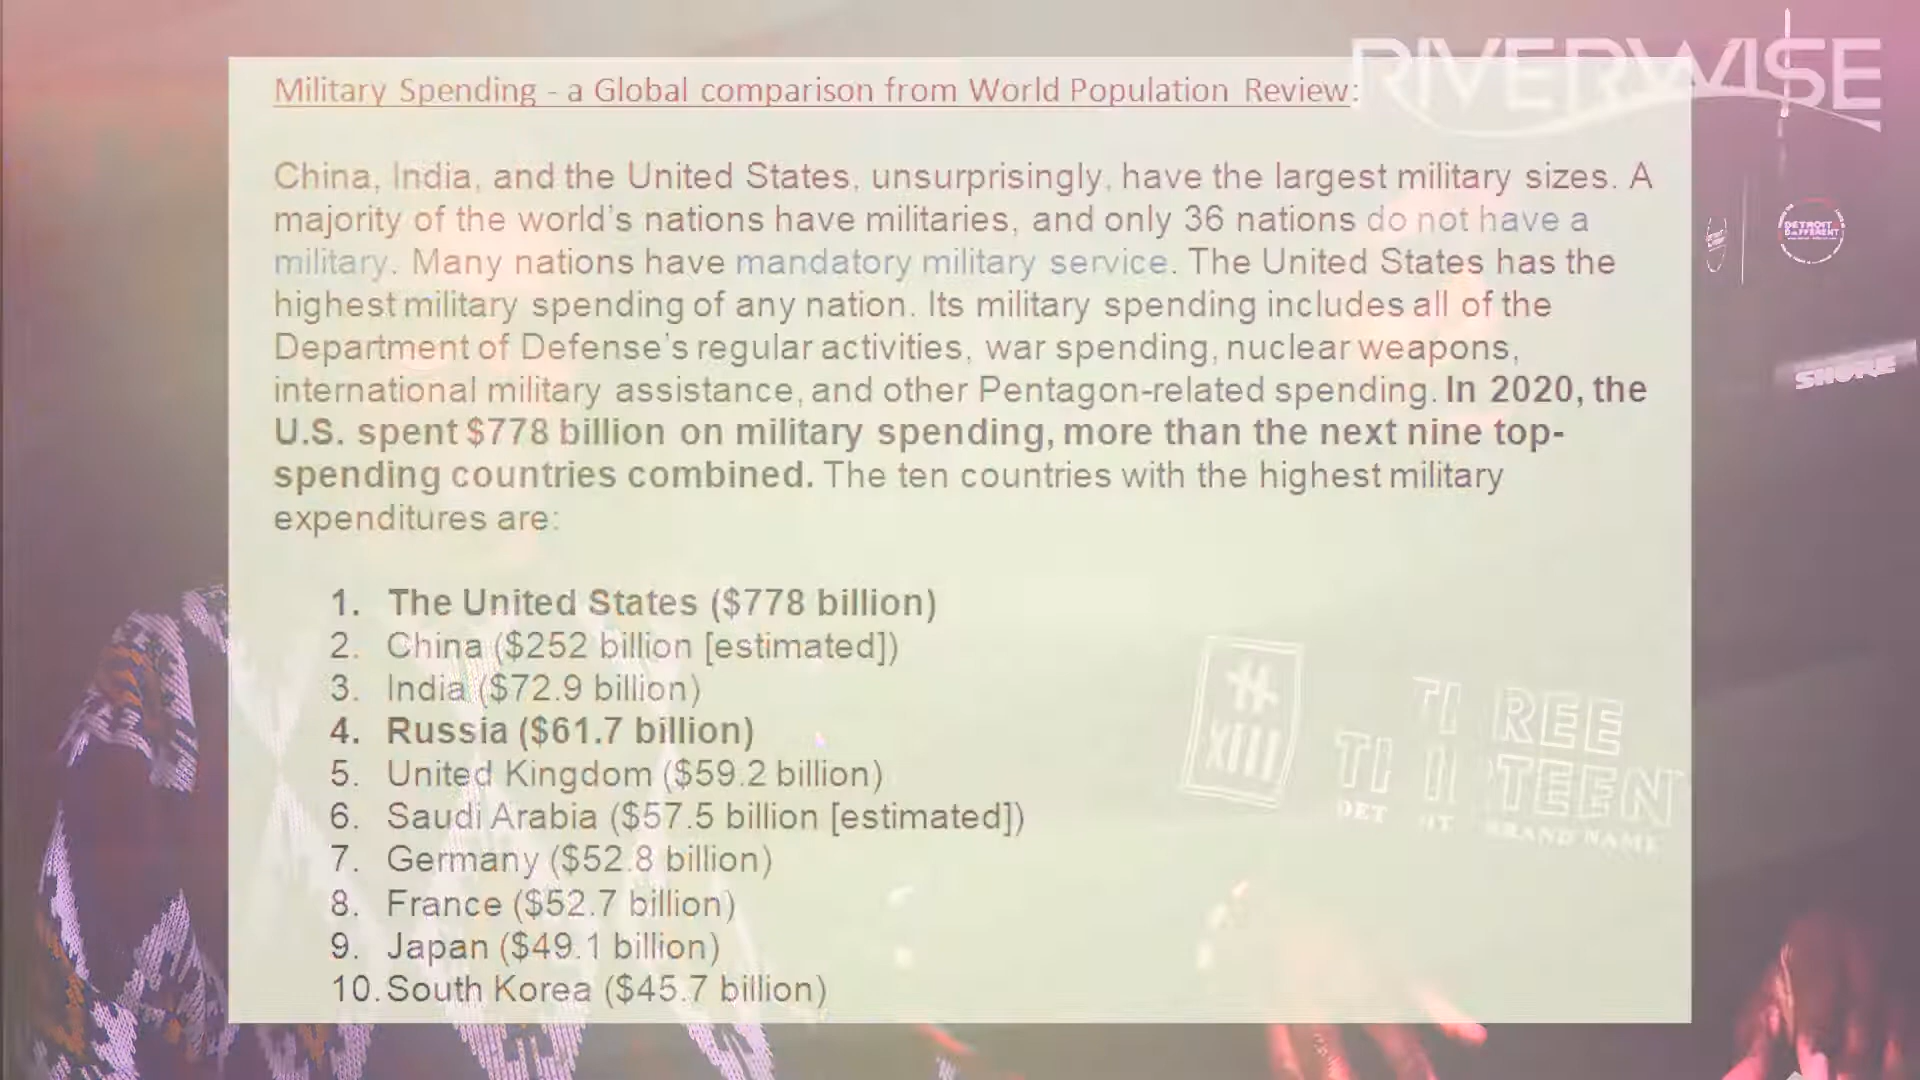 RIVERWISE
Military Spending - a Global comparison from World Population Review:
China, India, and the United States, unsurprisingly, have the largest military sizes. A
majority of the world's nations have militaries, and only 36 nations do not have a
military. Many nations have mandatory military service. The United States has the
highest military spending of any nation. Its military spending includes all of the
Department of Defense's regular activities, war spending, nuclear weapons,
international military assistance, and other Pentagon-related spending. In 2020, the
U.S. spent $778 billion on military spending, more than the next nine top-
spending countries combined. The ten countries with the highest military
expenditures are:
1. The United States ($778 billion)
2. China ($252 billion [estimated])
3. India ($72.9 billion)
4. Russia ($61.7 billion)
5. United Kingdom ($59.2 billion)
6. Saudi Arabia ($57.5 billion [estimated])
7. Germany ($52.8 billion)
8. France ($52.7 billion)
9. Japan ($49.1 billion)
10. South Korea ($45.7 billion)
DETROIT
DIFFERENT
SHURE
XIII
REE
TEEN
BRAND NAME